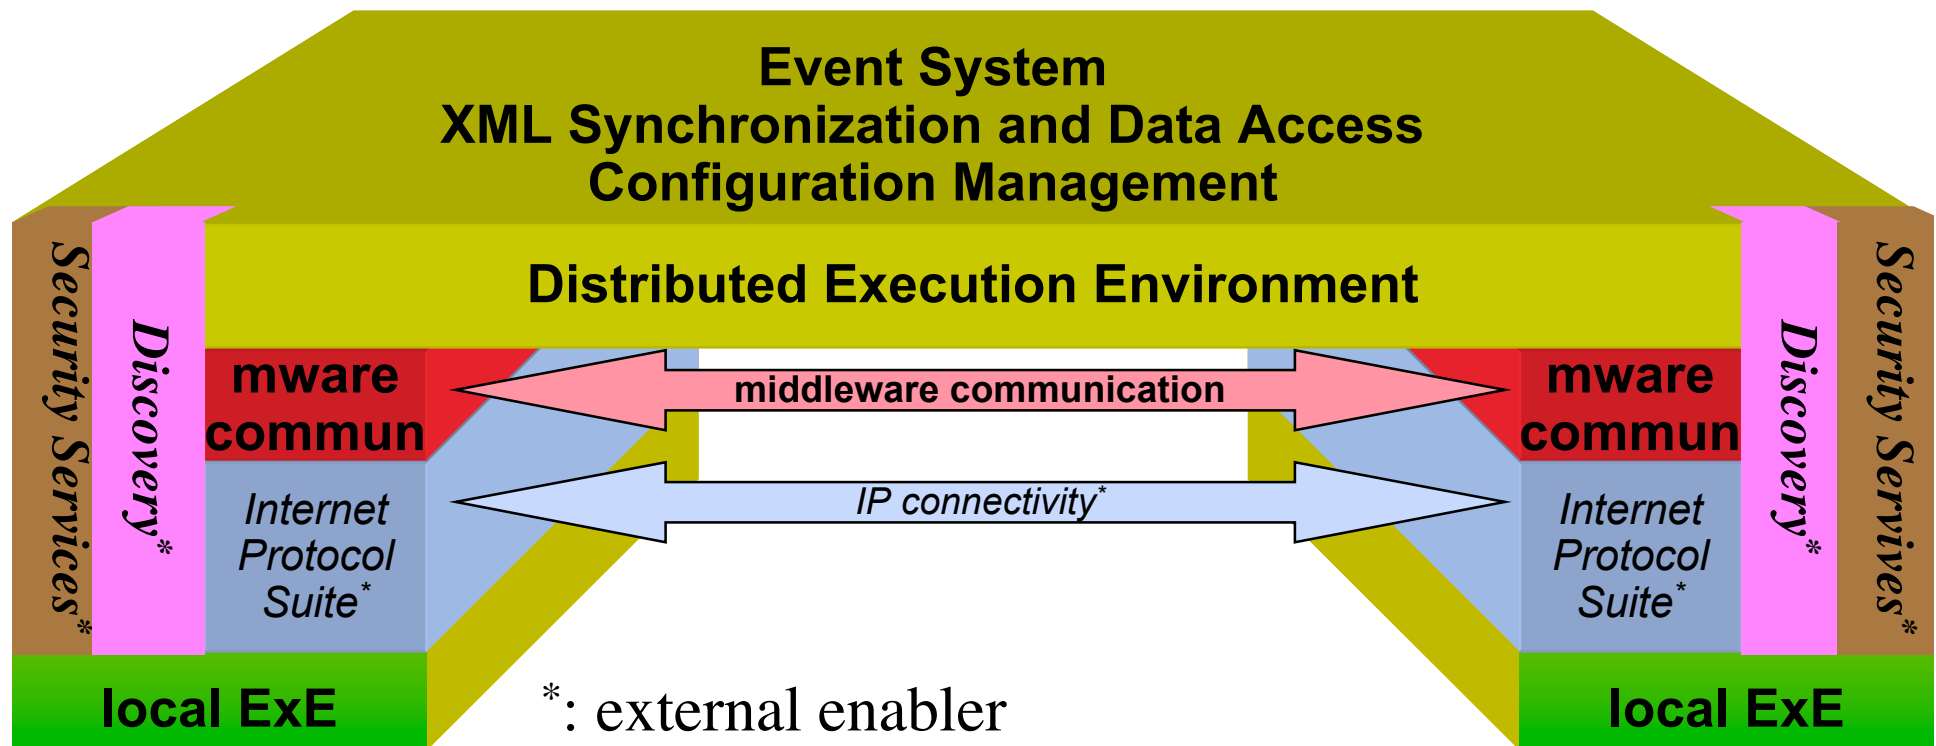 Event System
XML Synchronization and Data Access
Configuration Management
Distributed Execution Environment
Security Services*
Discovery*
mware
commun
Internet
Protocol
Suite*
local ExE
middleware communication
IP connectivity*
*: external enabler
mware
commun
Internet
Protocol
Suite*
local ExE
Discovery*
Security Services*